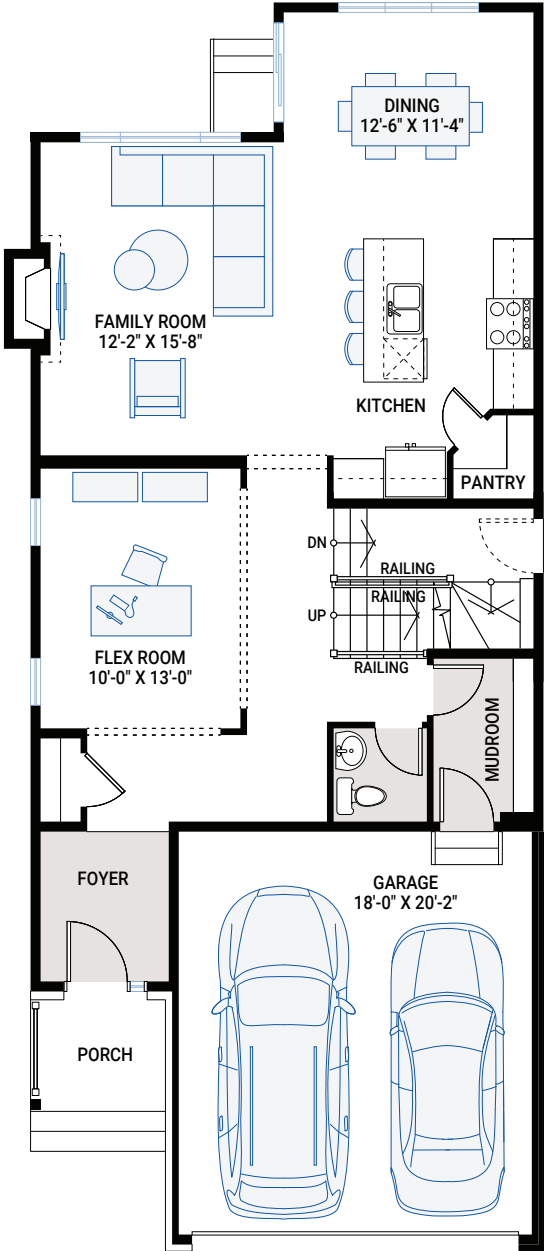 DINING
12'-6" X 11'-4"
FAMILY ROOM
12'-2" X 15'-8"
KITCHEN
PANTRY
DN
RAILING
RAILING
UP
RAILING
FLEX ROOM
10'-0" X 13'-0"
MUDROOM
FOYER
GARAGE
18'-0" X 20'-2"
PORCH